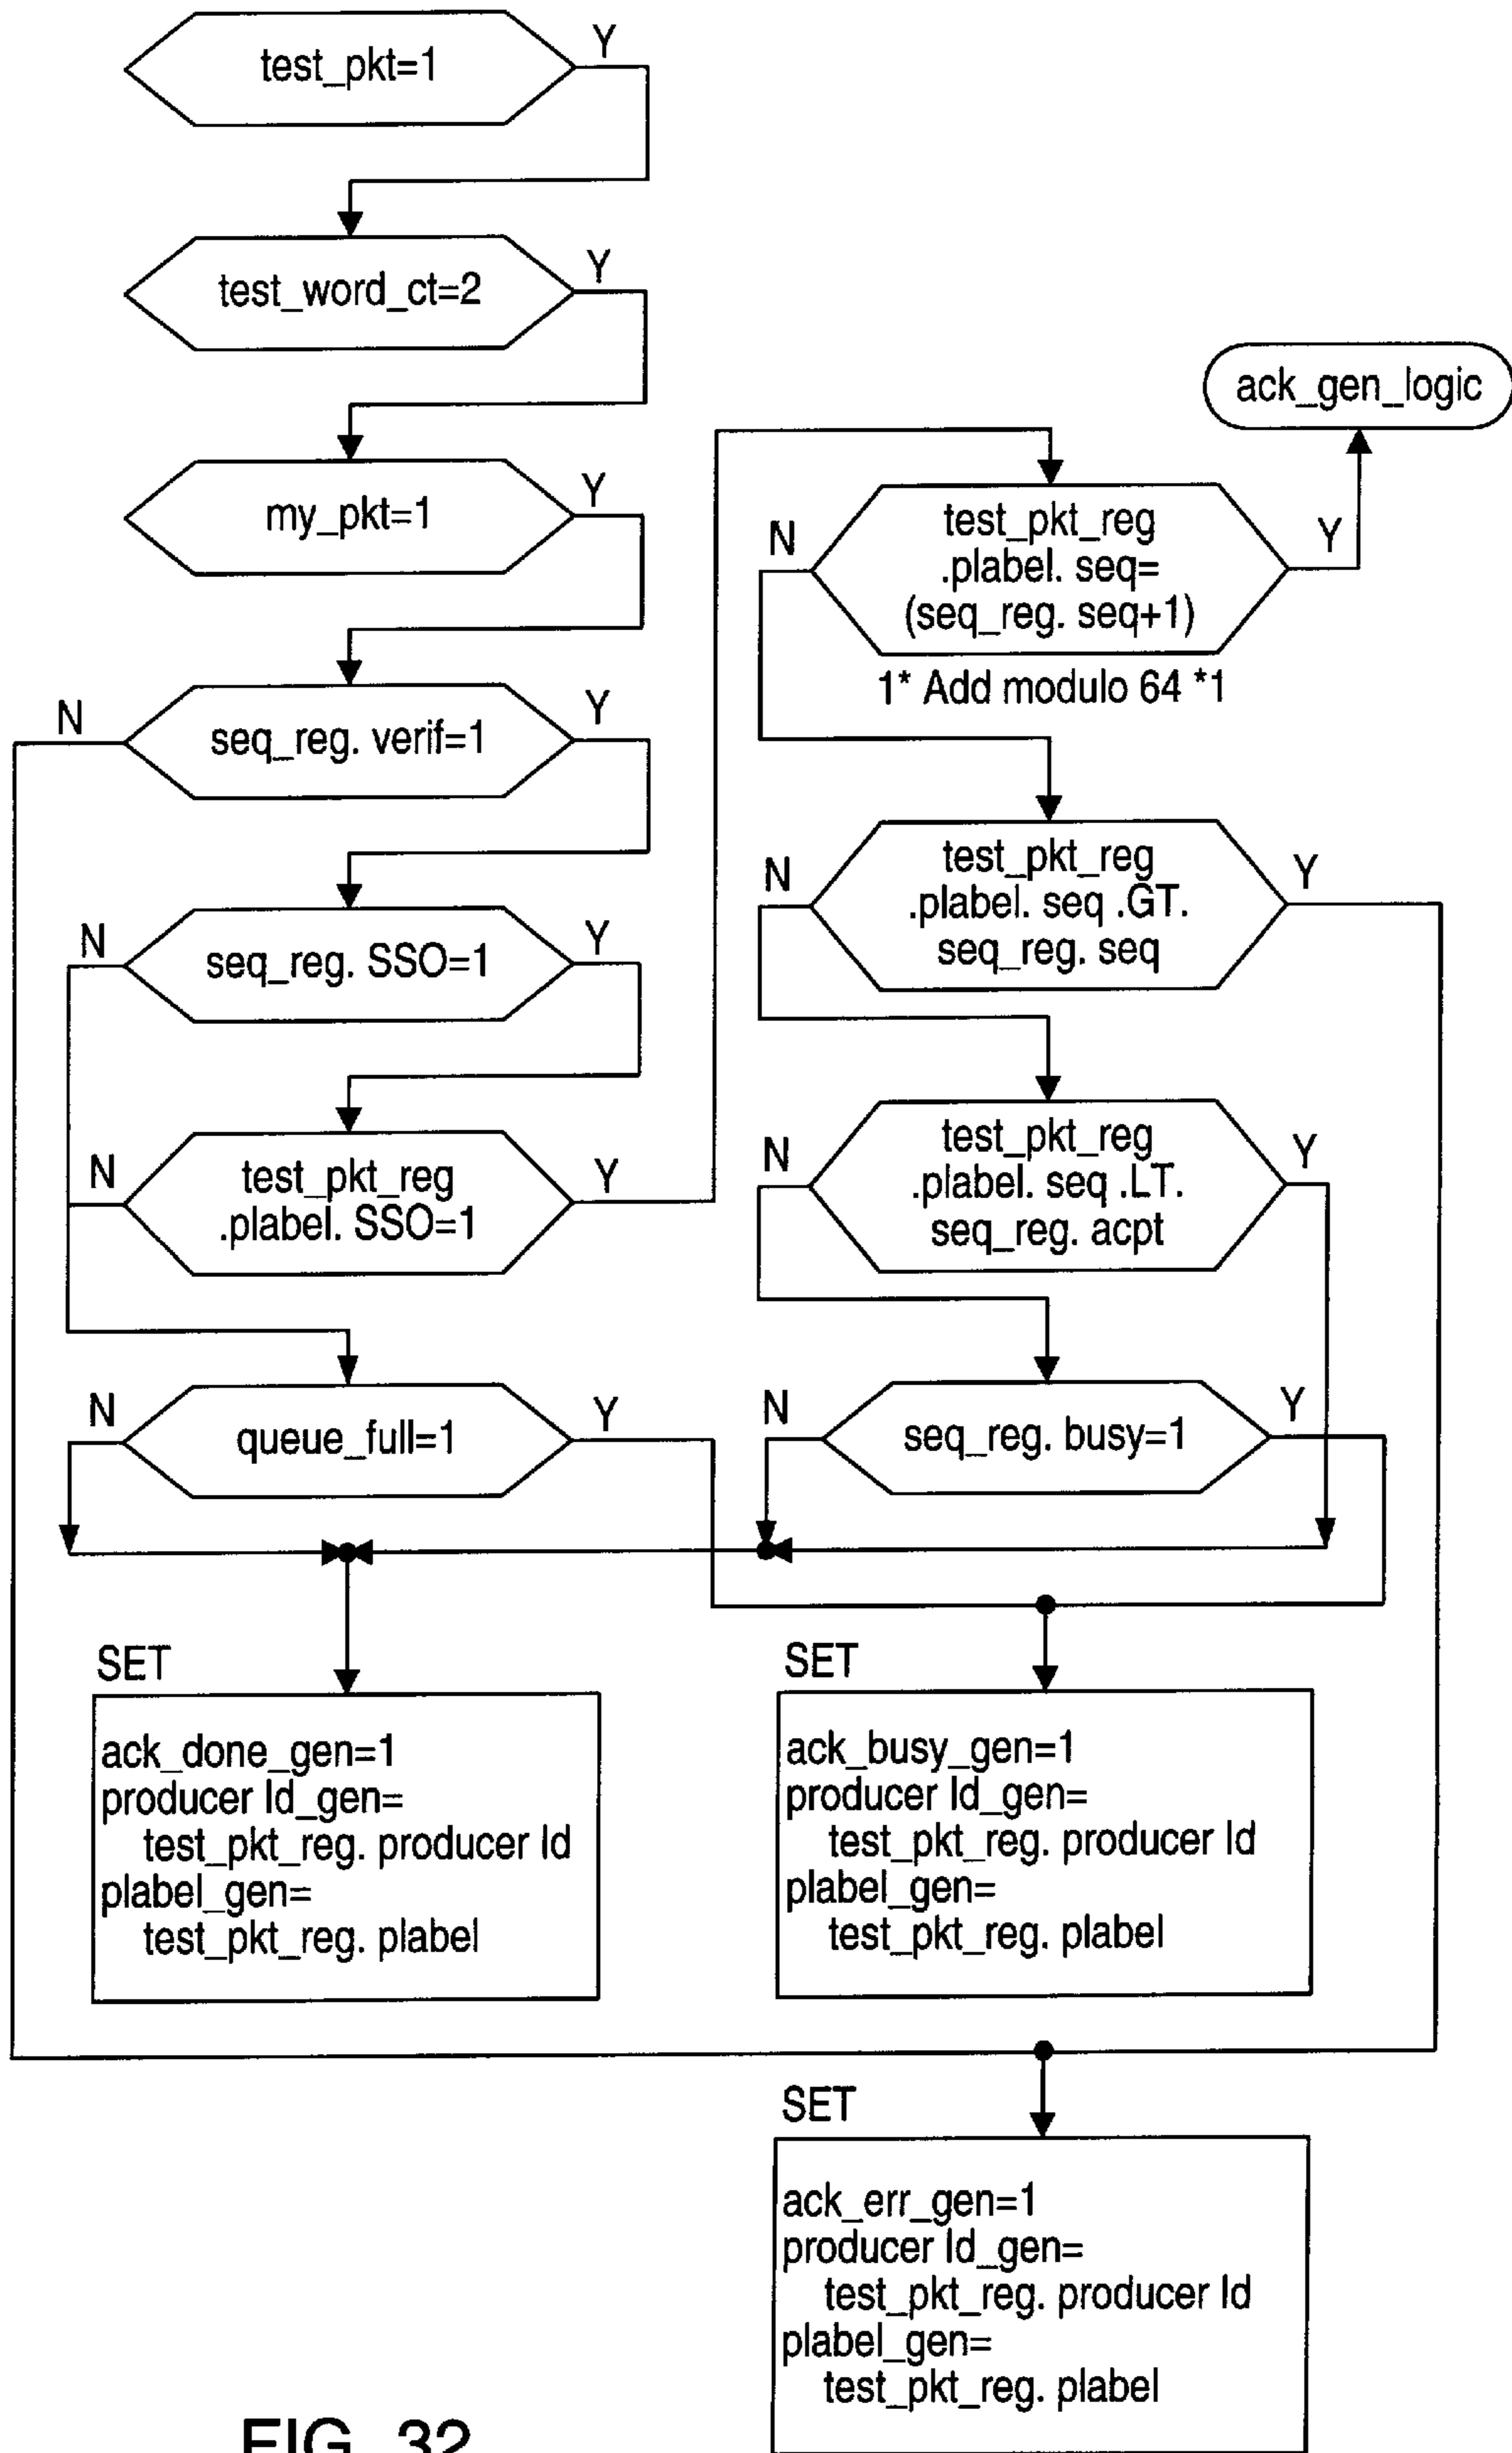 test_pkt=1
Y
test_word_ct=2
Y
my_pkt=1
Y
seq_reg. verif=1
N
Y
seq_reg. SSO=1
N
Y
test_pkt_reg
.plabel. SSO=1
N
Y
queue_full=1
N
Y
ack_gen_logic
test_pkt_reg
.plabel. seq=
(seq_reg. seq+1)
N
Y
1* Add modulo 64 *1
test_pkt_reg
.plabel. seq .GT.
seq_reg. seq
N
Y
test_pkt_reg
.plabel. seq .LT.
seq_reg. acpt
N
Y
seq_reg. busy=1
N
Y
SET
ack_done_gen=1
producer Id_gen=
test_pkt_reg. producer Id
plabel_gen=
test_pkt_reg. plabel
SET
ack_busy_gen=1
producer Id_gen=
test_pkt_reg. producer Id
plabel_gen=
test_pkt_reg. plabel
SET
ack_err_gen=1
producer Id_gen=
test_pkt_reg. producer Id
plabel_gen=
test_pkt_reg. plabel
FIG. 32